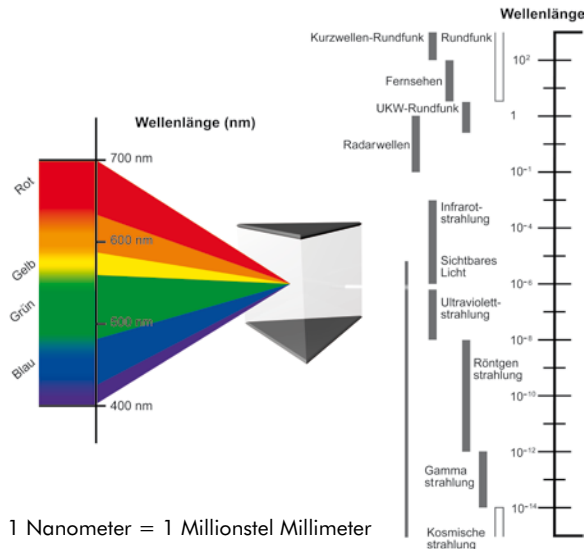 Wellenlänge
Kurzwellen-Rundfunk
Rundfunk
10²
Fernsehen
UKW-Rundfunk
1
Radarwellen
10⁻¹
Wellenlänge (nm)
700 nm
Rot
600 nm
Gelb
Grün
500 nm
Blau
400 nm
Infrarot-
strahlung
10⁻⁴
Sichtbares
Licht
10⁻⁶
Ultraviolett-
strahlung
10⁻⁸
Röntgen
strahlung
10⁻¹⁰
10⁻¹²
Gamma
strahlung
10⁻¹⁴
Kosmische
strahlung
1 Nanometer = 1 Millionstel Millimeter